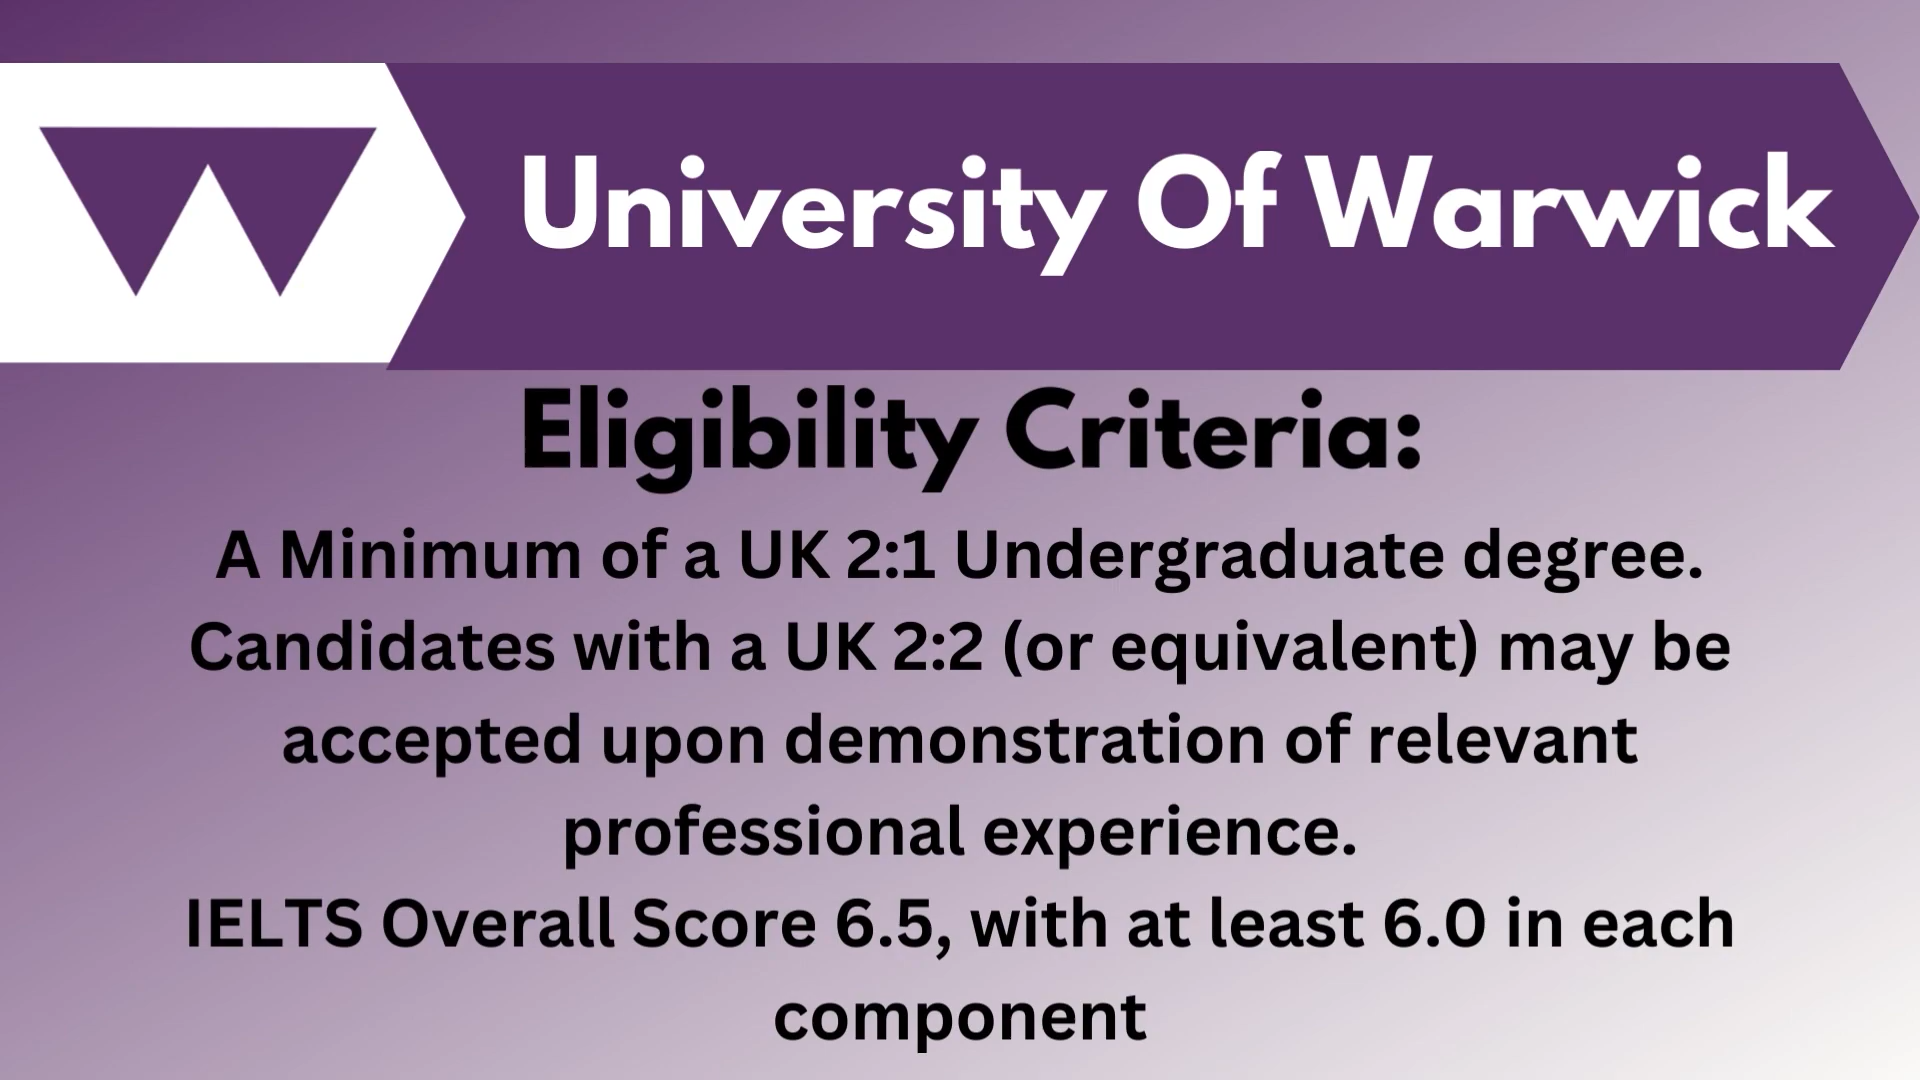 University Of Warwick
Eligibility Criteria:
A Minimum of a UK 2:1 Undergraduate degree.
Candidates with a UK 2:2 (or equivalent) may be
accepted upon demonstration of relevant
professional experience.
IELTS Overall Score 6.5, with at least 6.0 in each
component